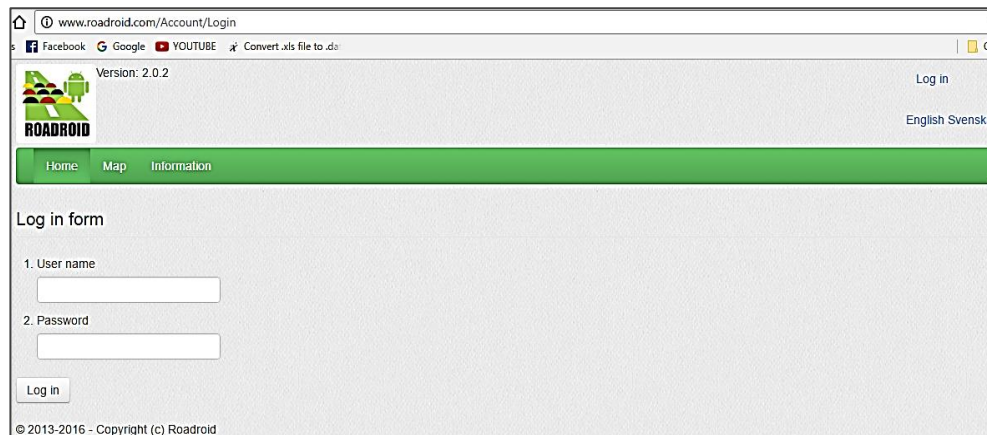 www.roadroid.com/Account/Login
s Facebook G Google YOUTUBE Convert .xls file to .da
Version: 2.0.2
Log in
ROADROID
English Svensk
Home Map Information
Log in form
1. User name
2. Password
Log in
© 2013-2016 - Copyright (c) Roadroid